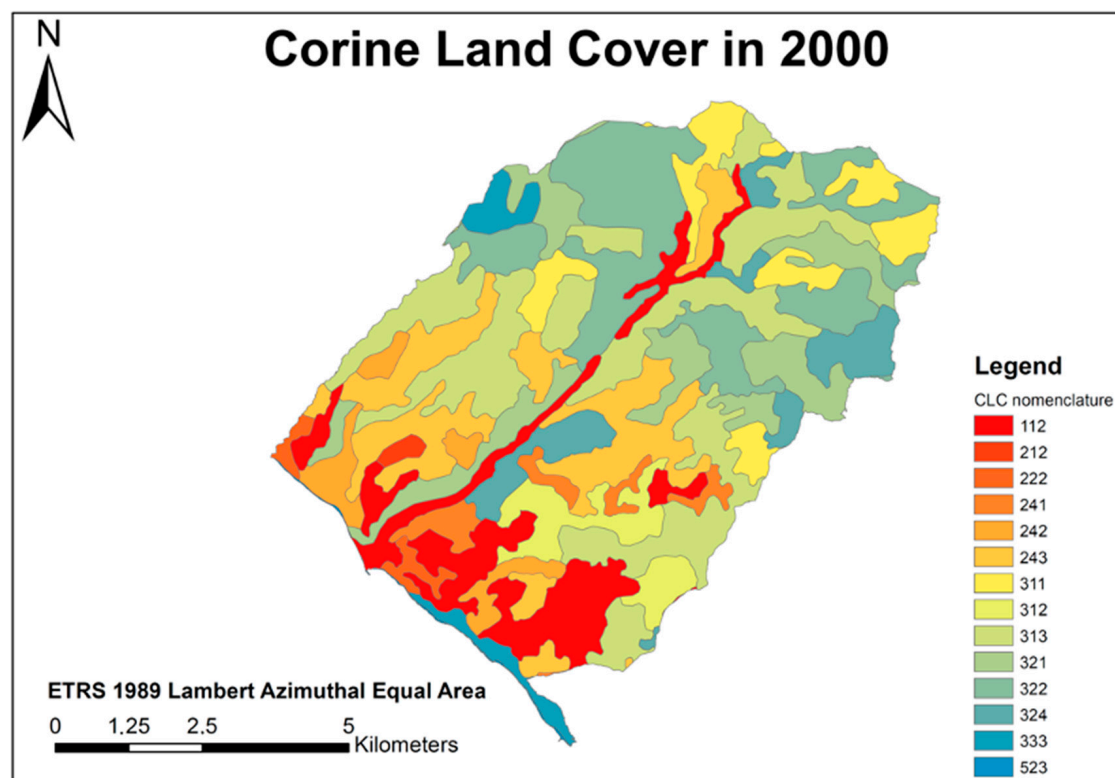 Corine Land Cover in 2000
N
Legend
CLC nomenclature
112
212
222
241
242
243
311
312
313
321
322
324
333
523
ETRS 1989 Lambert Azimuthal Equal Area
0 1.25 2.5 5
Kilometers